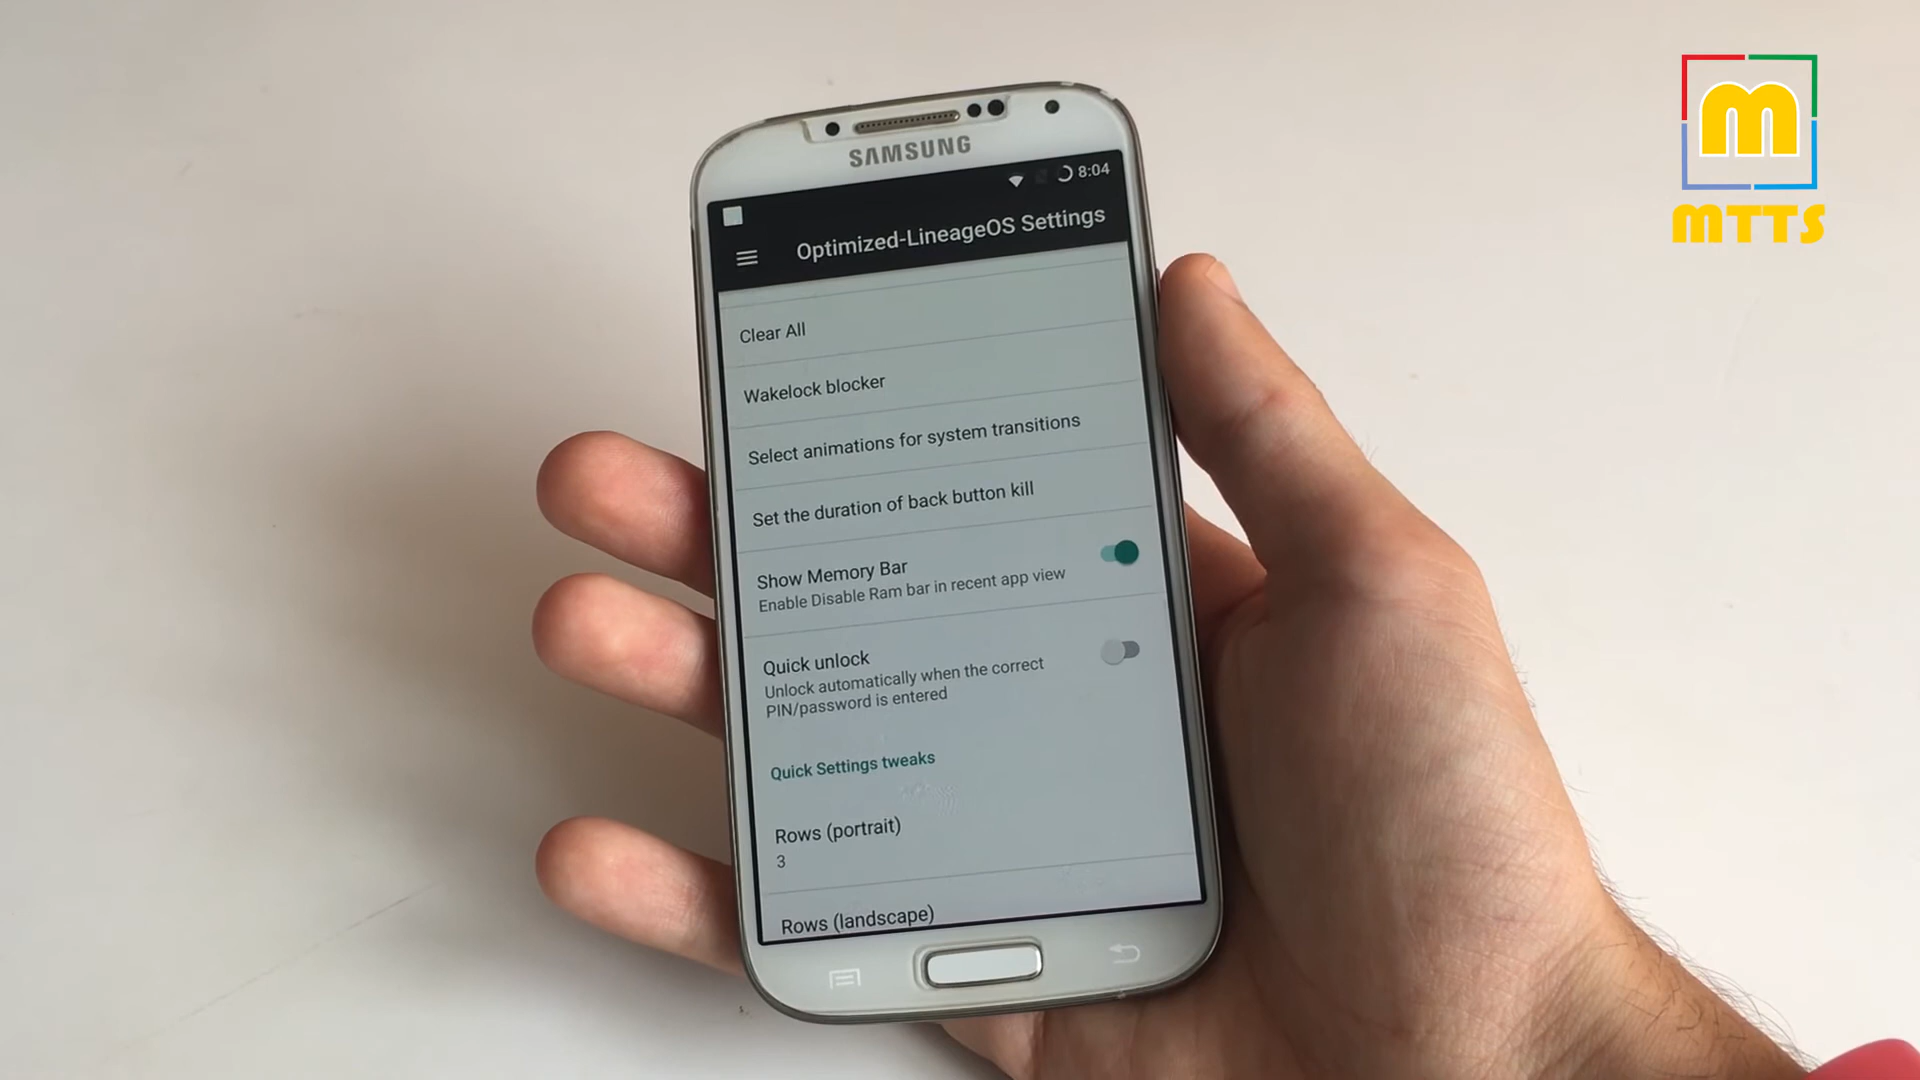 SAMSUNG
8:04
Optimized-LineageOS Settings
Clear All
Wakelock blocker
Select animations for system transitions
Set the duration of back button kill
Show Memory Bar
Enable Disable Ram bar in recent app view
Quick unlock
Unlock automatically when the correct
PIN/password is entered
Quick Settings tweaks
Rows (portrait)
3
Rows (landscape)
m
MTTS